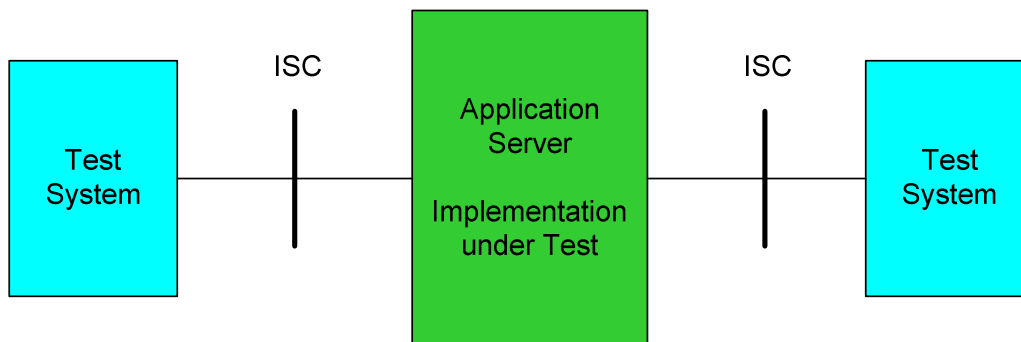 ISC
ISC
Test
System
Application
Server
Implementation
under Test
Test
System